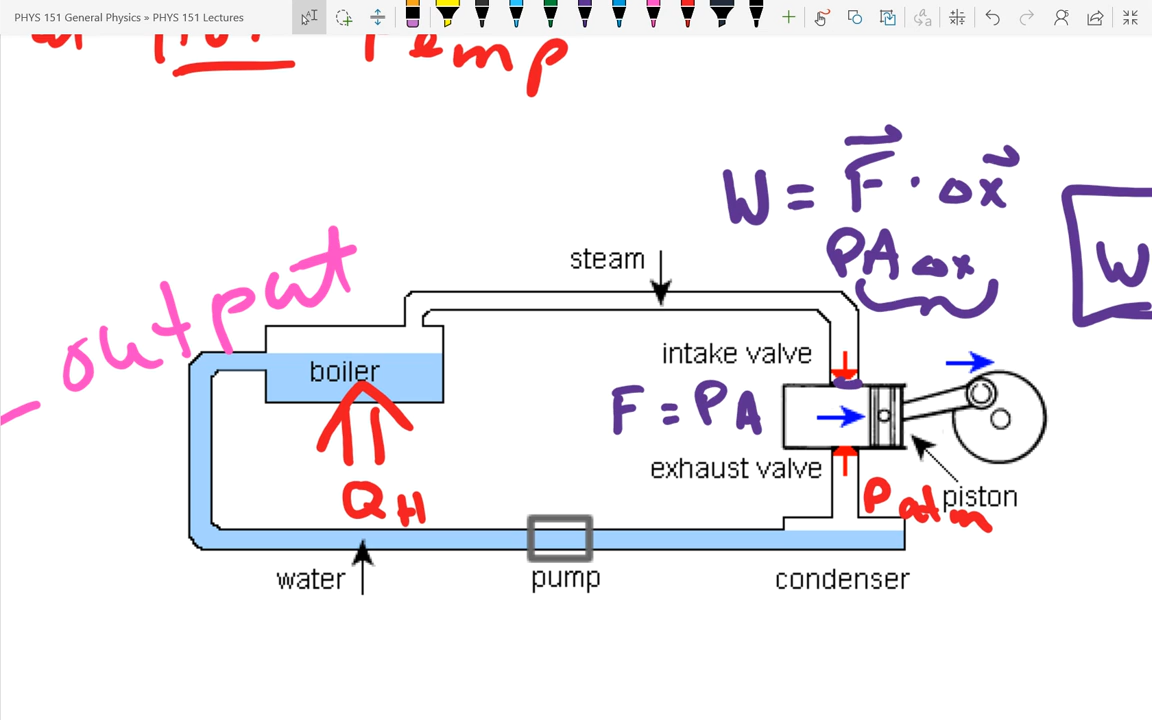 PHYS 151 General Physics » PHYS 151 Lectures
Temp
W = F · Δx
PA Δx
W
output
steam
intake valve
boiler
F = PA
exhaust valve
QH
Patm
piston
water
pump
condenser